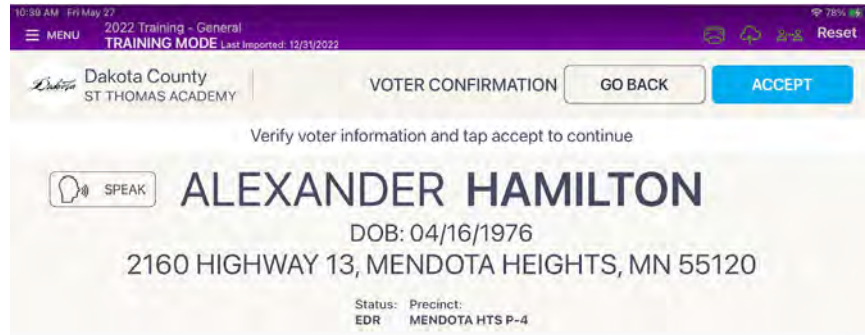 10:39 AM Fri May 27
78%
MENU
2022 Training - General
TRAINING MODE Last Imported: 12/31/2022
Reset
Dakota
Dakota County
ST THOMAS ACADEMY
VOTER CONFIRMATION
GO BACK
ACCEPT
Verify voter information and tap accept to continue
SPEAK
ALEXANDER HAMILTON
DOB: 04/16/1976
2160 HIGHWAY 13, MENDOTA HEIGHTS, MN 55120
Status: Precinct:
EDR MENDOTA HTS P-4